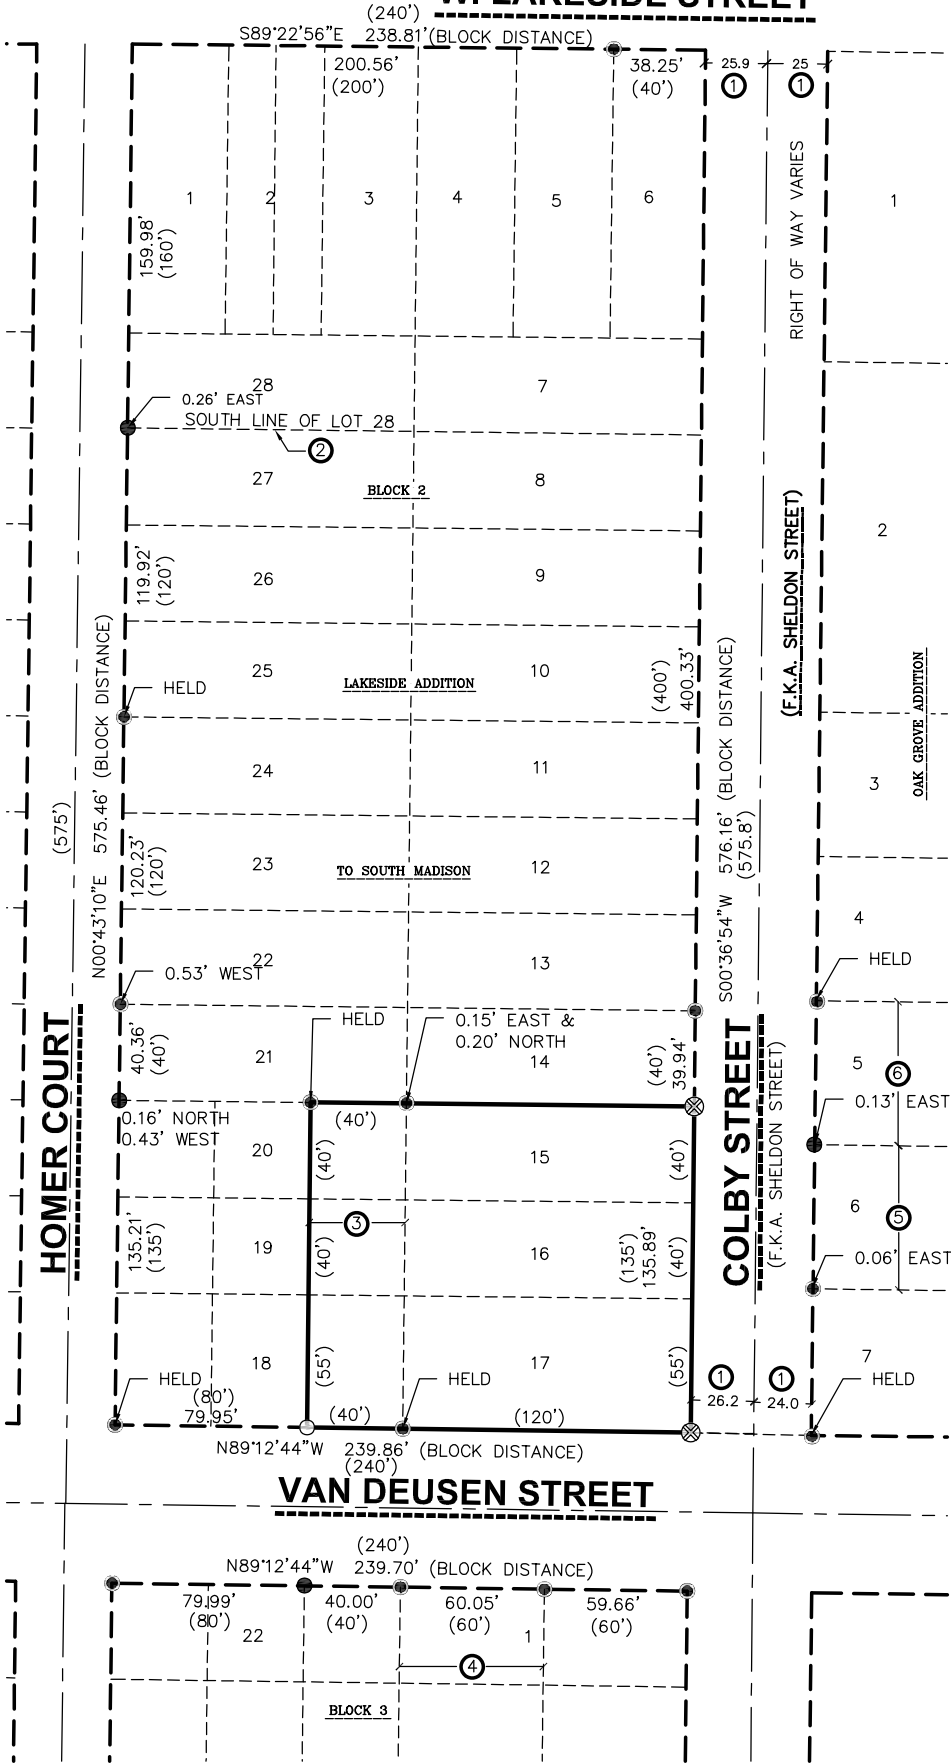 W. LAKESIDE STREET
(240')
S89°22'56"E 238.81' (BLOCK DISTANCE)
200.56'
(200')
38.25'
(40')
25.9
25
1
1
1
2
3
4
5
6
1
159.98'
(160')
RIGHT OF WAY VARIES
28
7
0.26' EAST
SOUTH LINE OF LOT 28
2
27
8
BLOCK 2
(F.K.A. SHELDON STREET)
2
119.92'
(120')
26
9
25
10
LAKESIDE ADDITION
HELD
(400')
400.33'
OAK GROVE ADDITION
N00°43'10"E 575.46' (BLOCK DISTANCE)
(575')
24
11
3
S00°36'54"W 576.16' (BLOCK DISTANCE)
(575.8')
120.23'
(120')
23
12
TO SOUTH MADISON
4
22
13
0.53' WEST
HELD
HOMER COURT
40.36'
(40')
21
HELD
0.15' EAST &
0.20' NORTH
14
(40')
39.94'
COLBY STREET
(F.K.A. SHELDON STREET)
5
6
0.13' EAST
0.16' NORTH
0.43' WEST
(40')
20
(40')
15
(40')
6
5
3
135.21'
(135')
19
(40')
16
(135')
135.89'
(40')
0.06' EAST
18
(55')
17
(55')
7
HELD
HELD
HELD
1
1
26.2
24.0
(80')
79.95'
(40')
(120')
N89°12'44"W 239.86' (BLOCK DISTANCE)
(240')
VAN DEUSEN STREET
(240')
N89°12'44"W 239.70' (BLOCK DISTANCE)
79.99'
(80')
40.00'
(40')
60.05'
(60')
59.66'
(60')
22
1
4
BLOCK 3